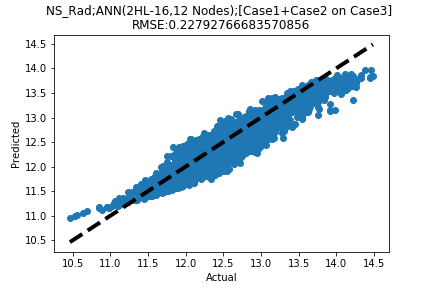 NS_Rad;ANN(2HL-16,12 Nodes);[Case1+Case2 on Case3]
RMSE:0.22792766683570856
14.5
14.0
13.5
13.0
12.5
12.0
11.5
11.0
10.5
Predicted
10.5 11.0 11.5 12.0 12.5 13.0 13.5 14.0 14.5
Actual